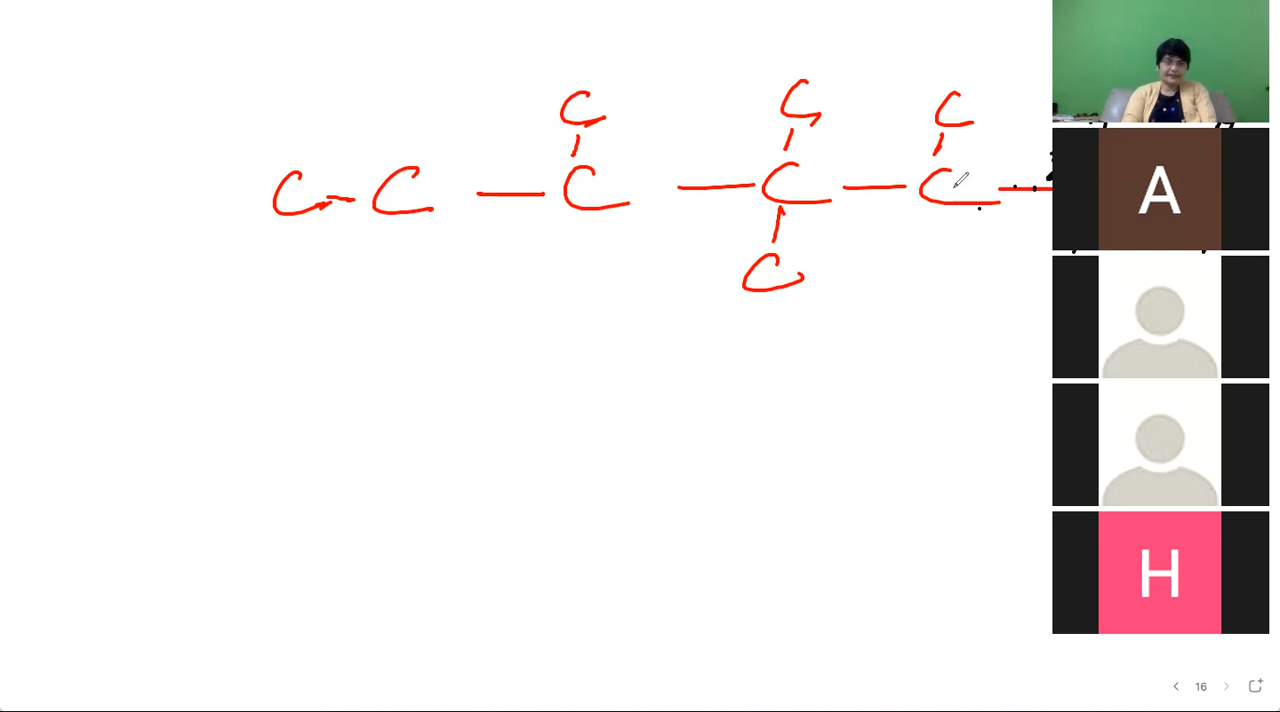 C C C
C - C — C — C — C —
C
A
H
16